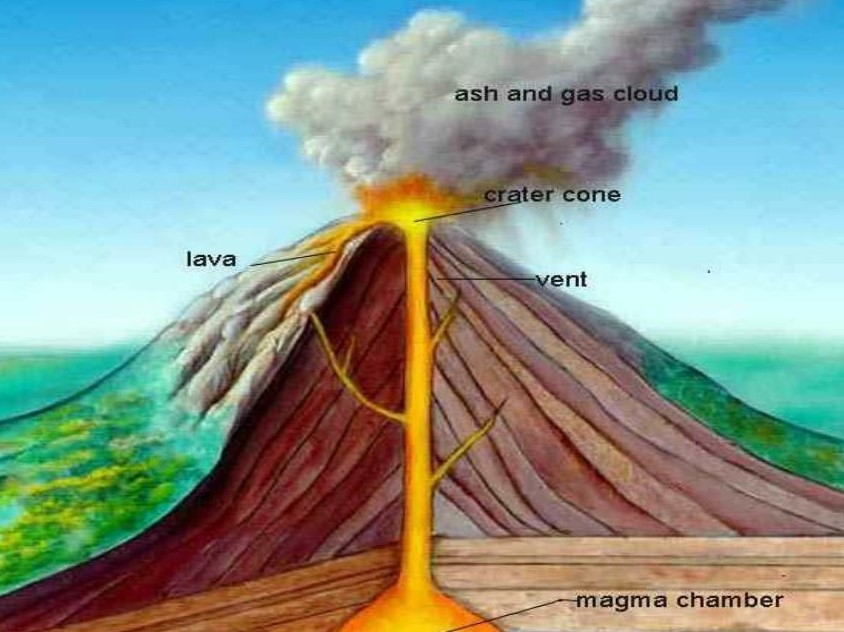 ash and gas cloud
crater cone
lava
vent
magma chamber